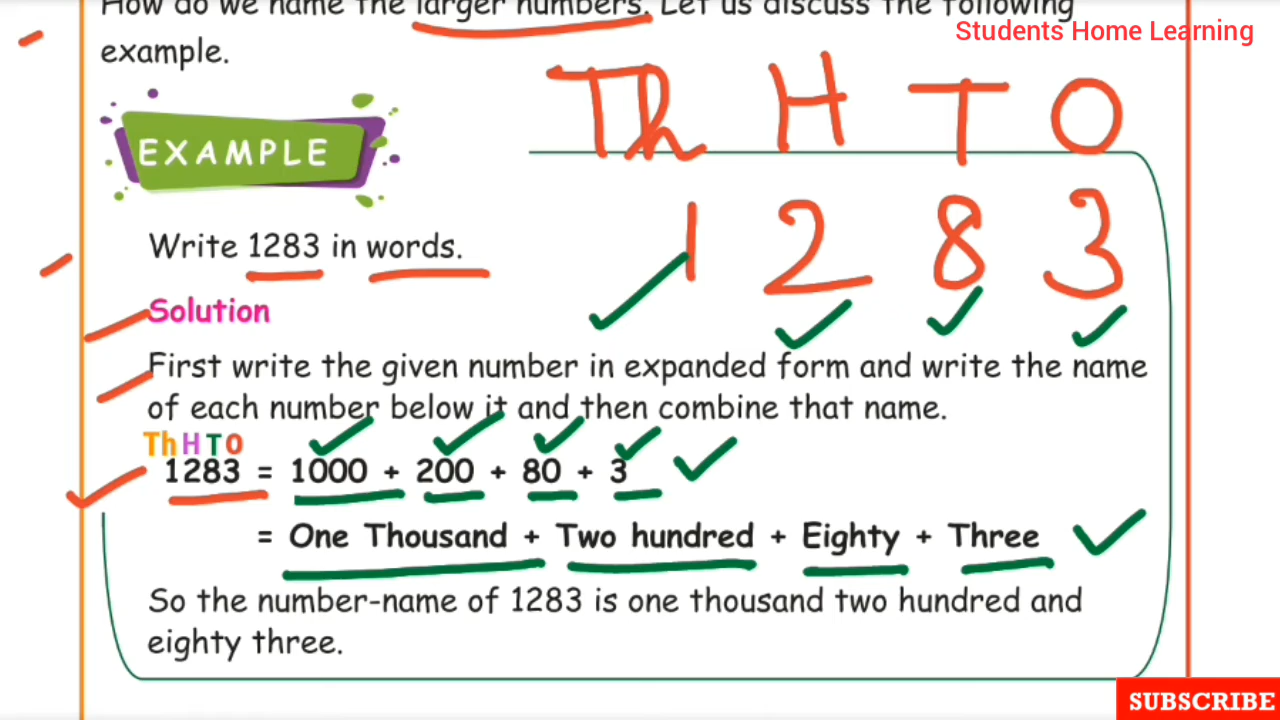 How do we name the larger numbers. Let us discuss the following
Students Home Learning
example.
Th H T O
EXAMPLE
1 2 8 3
Write 1283 in words.
Solution
First write the given number in expanded form and write the name
of each number below it and then combine that name.
Th H T O
1283 = 1000 + 200 + 80 + 3
= One Thousand + Two hundred + Eighty + Three
So the number-name of 1283 is one thousand two hundred and
eighty three.
SUBSCRIBE